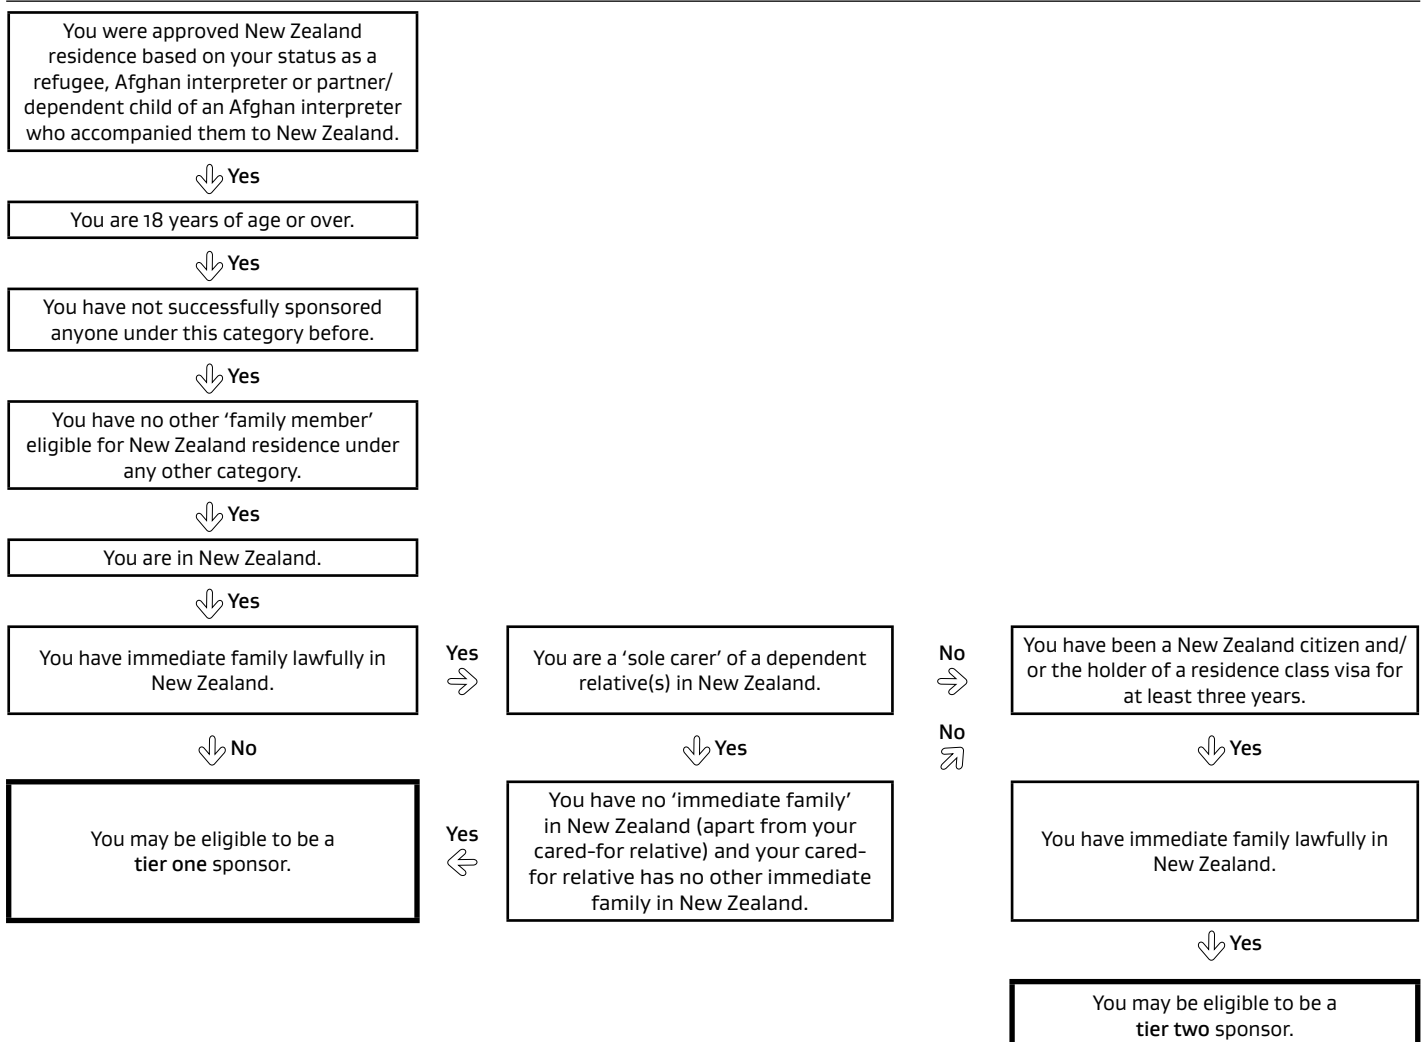 You were approved New Zealand
residence based on your status as a
refugee, Afghan interpreter or partner/
dependent child of an Afghan interpreter
who accompanied them to New Zealand.
Yes
You are 18 years of age or over.
Yes
You have not successfully sponsored
anyone under this category before.
Yes
You have no other ‘family member’
eligible for New Zealand residence under
any other category.
Yes
You are in New Zealand.
Yes
You have immediate family lawfully in
New Zealand.
Yes
You are a ‘sole carer’ of a dependent
relative(s) in New Zealand.
No
You have been a New Zealand citizen and/
or the holder of a residence class visa for
at least three years.
No
Yes
No
Yes
You may be eligible to be a
tier one sponsor.
Yes
You have no ‘immediate family’
in New Zealand (apart from your
cared-for relative) and your cared-
for relative has no other immediate
family in New Zealand.
You have immediate family lawfully in
New Zealand.
Yes
You may be eligible to be a
tier two sponsor.